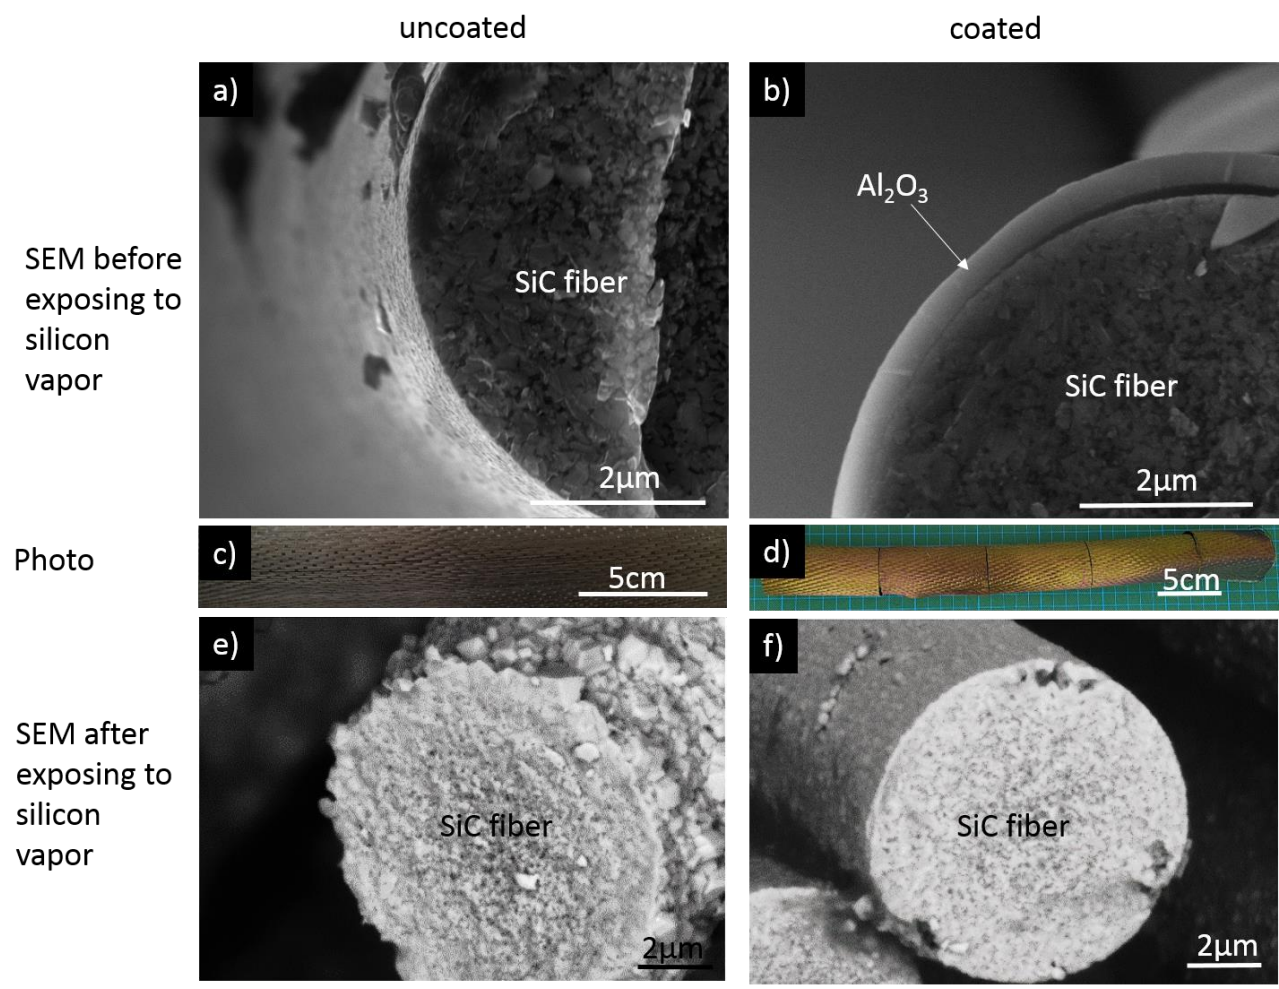 uncoated
coated
a)
b)
Al₂O₃
SEM before
exposing to
silicon
vapor
SiC fiber
SiC fiber
2μm
2μm
Photo
c)
5cm
d)
5cm
e)
f)
SEM after
exposing to
silicon
vapor
SiC fiber
SiC fiber
2μm
2μm